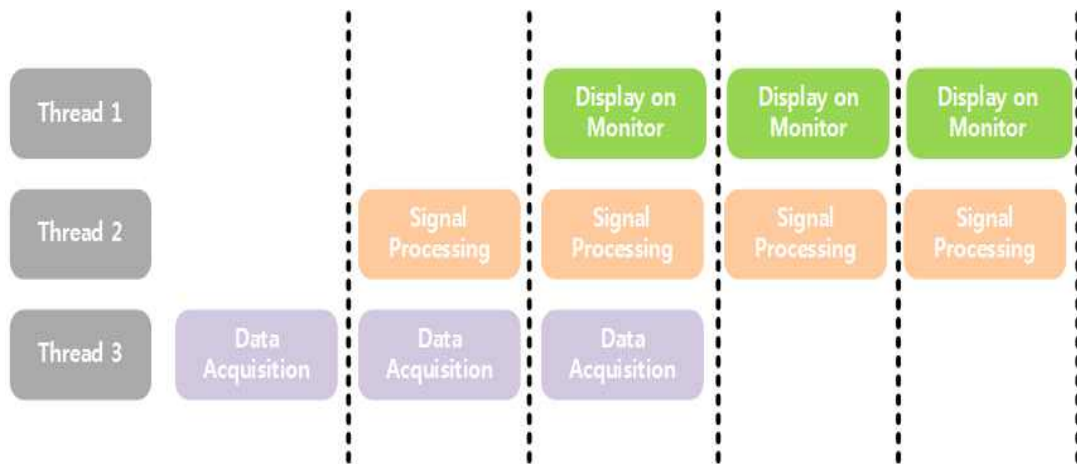 Thread 1
Display on
Monitor
Display on
Monitor
Display on
Monitor
Thread 2
Signal
Processing
Signal
Processing
Signal
Processing
Signal
Processing
Thread 3
Data
Acquisition
Data
Acquisition
Data
Acquisition